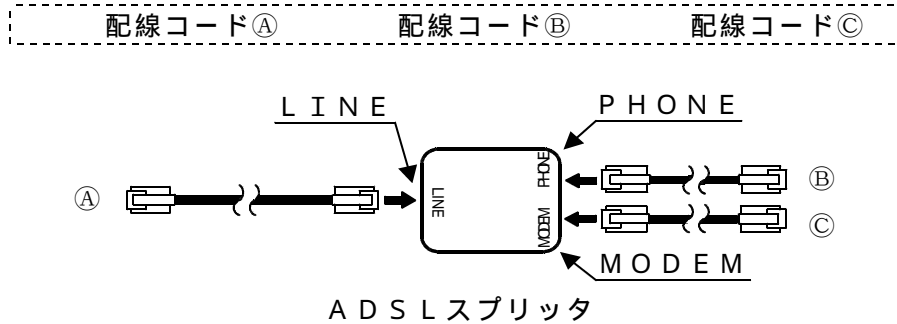 配線コードⒶ 配線コードⒷ 配線コードⒸ
ＬＩＮＥ
ＰＨＯＮＥ
Ⓐ
LINE
PHONE
MODEM
Ⓑ
Ⓒ
ＭＯＤＥＭ
ＡＤＳＬスプリッタ